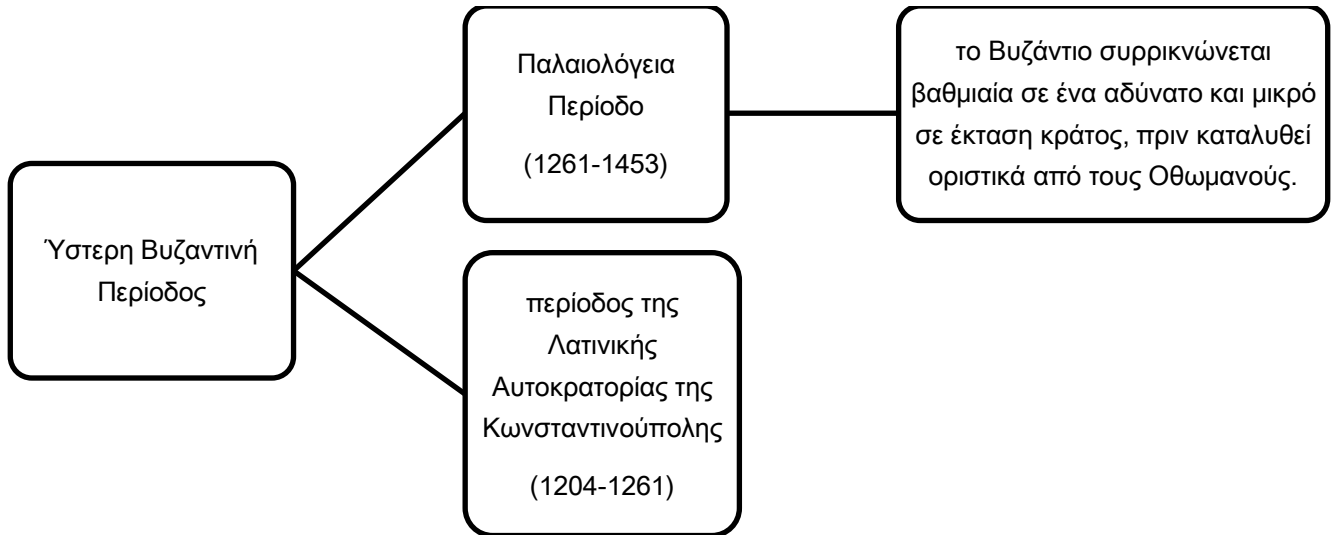 Ύστερη Βυζαντινή
Περίοδος
Παλαιολόγεια
Περίοδο
(1261-1453)
το Βυζάντιο συρρικνώνεται
βαθμιαία σε ένα αδύνατο και μικρό
σε έκταση κράτος, πριν καταλυθεί
οριστικά από τους Οθωμανούς.
περίοδος της
Λατινικής
Αυτοκρατορίας της
Κωνσταντινούπολης
(1204-1261)